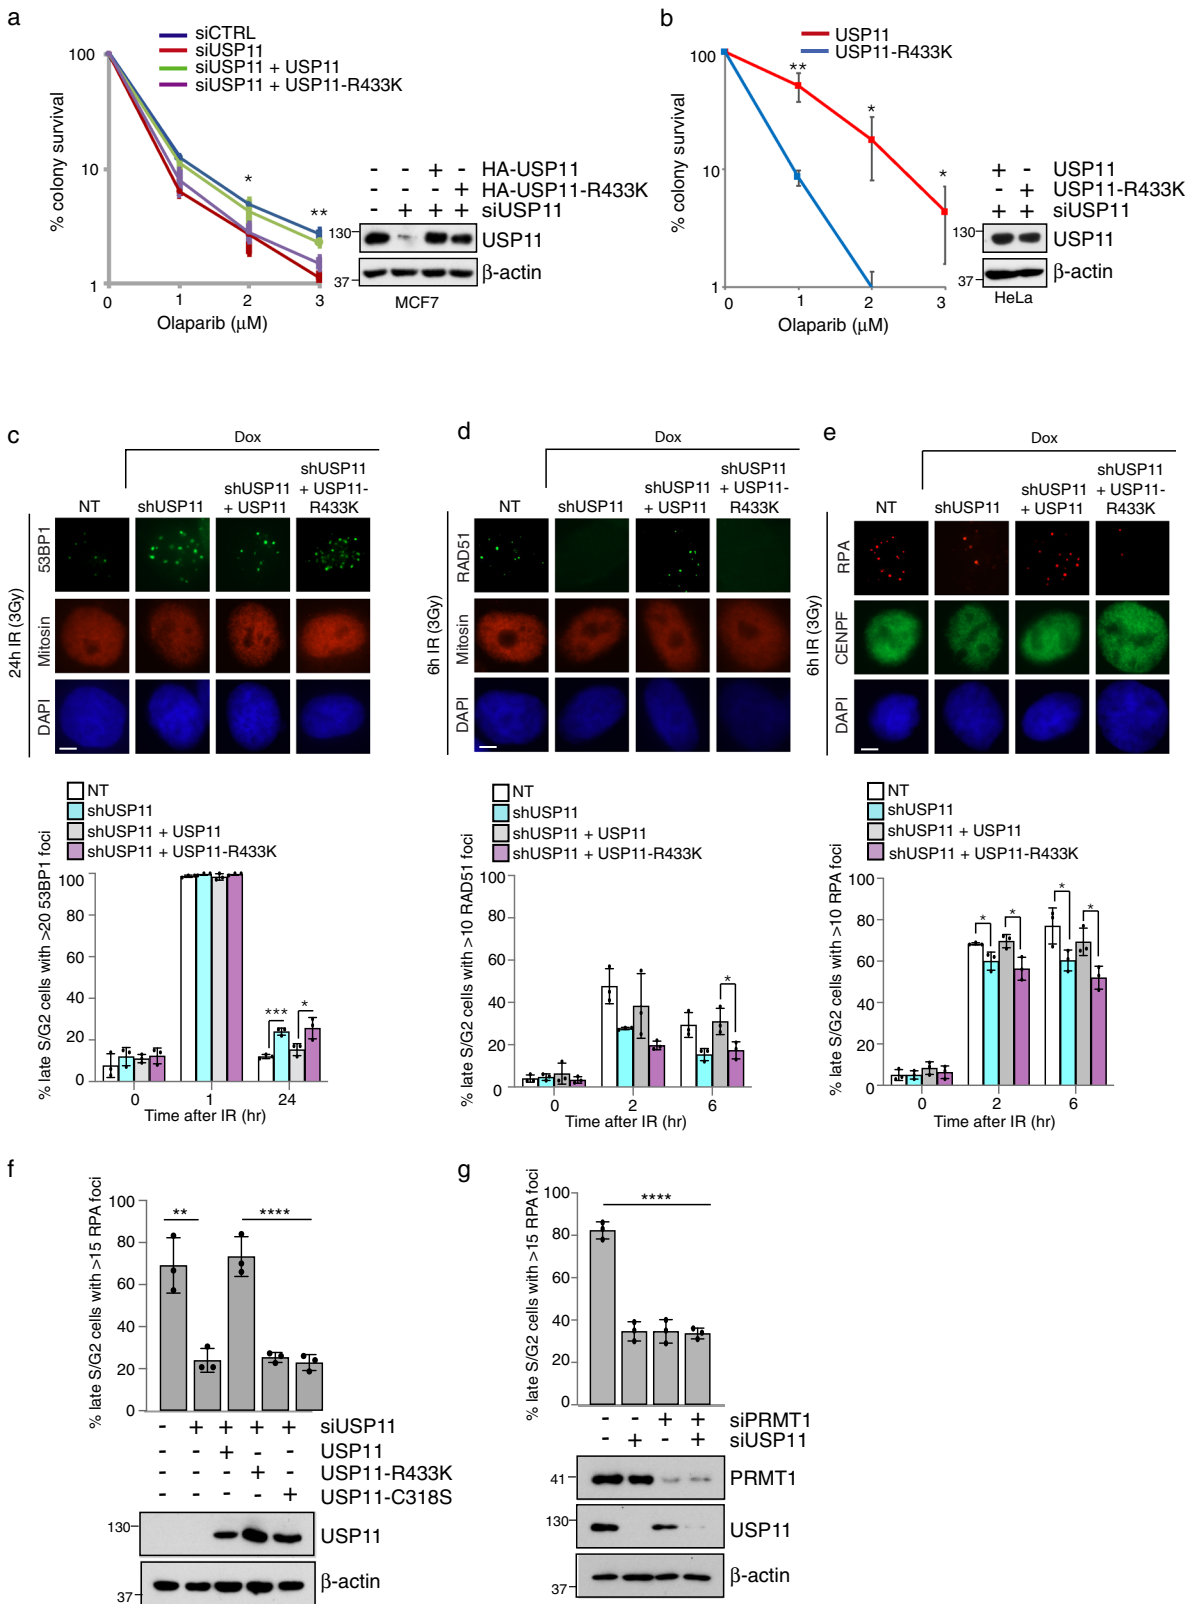 a
siCTRL
siUSP11
siUSP11 + USP11
siUSP11 + USP11-R433K
% colony survival
100
10
1
0 1 2 3
* **
Olaparib (μM)
- - + - HA-USP11
- - - + HA-USP11-R433K
- + + + siUSP11
130 USP11
37 β-actin
MCF7
b
USP11
USP11-R433K
% colony survival
100
10
1
0 1 2 3
** * *
Olaparib (μM)
+ - USP11
- + USP11-R433K
+ + siUSP11
130 USP11
37 β-actin
HeLa
c
Dox
NT
shUSP11
shUSP11 + USP11
shUSP11 + USP11-R433K
24h IR (3Gy)
53BP1
Mitosin
DAPI
NT
shUSP11
shUSP11 + USP11
shUSP11 + USP11-R433K
% late S/G2 cells with >20 53BP1 foci
100
80
60
40
20
0
*** *
0 1 24
Time after IR (hr)
d
Dox
NT
shUSP11
shUSP11 + USP11
shUSP11 + USP11-R433K
6h IR (3Gy)
RAD51
Mitosin
DAPI
NT
shUSP11
shUSP11 + USP11
shUSP11 + USP11-R433K
% late S/G2 cells with >10 RAD51 foci
100
80
60
40
20
0
*
0 2 6
Time after IR (hr)
e
Dox
NT
shUSP11
shUSP11 + USP11
shUSP11 + USP11-R433K
6h IR (3Gy)
RPA
CENPF
DAPI
NT
shUSP11
shUSP11 + USP11
shUSP11 + USP11-R433K
% late S/G2 cells with >10 RPA foci
100
80
60
40
20
0
* * * *
0 2 6
Time after IR (hr)
f
% late S/G2 cells with >15 RPA foci
100
80
60
40
20
0
** ****
- + + + + siUSP11
- - + - - USP11
- - - + - USP11-R433K
- - - - + USP11-C318S
130 USP11
37 β-actin
g
% late S/G2 cells with >15 RPA foci
100
80
60
40
20
0
****
- - + + siPRMT1
- + - + siUSP11
41 PRMT1
130 USP11
37 β-actin